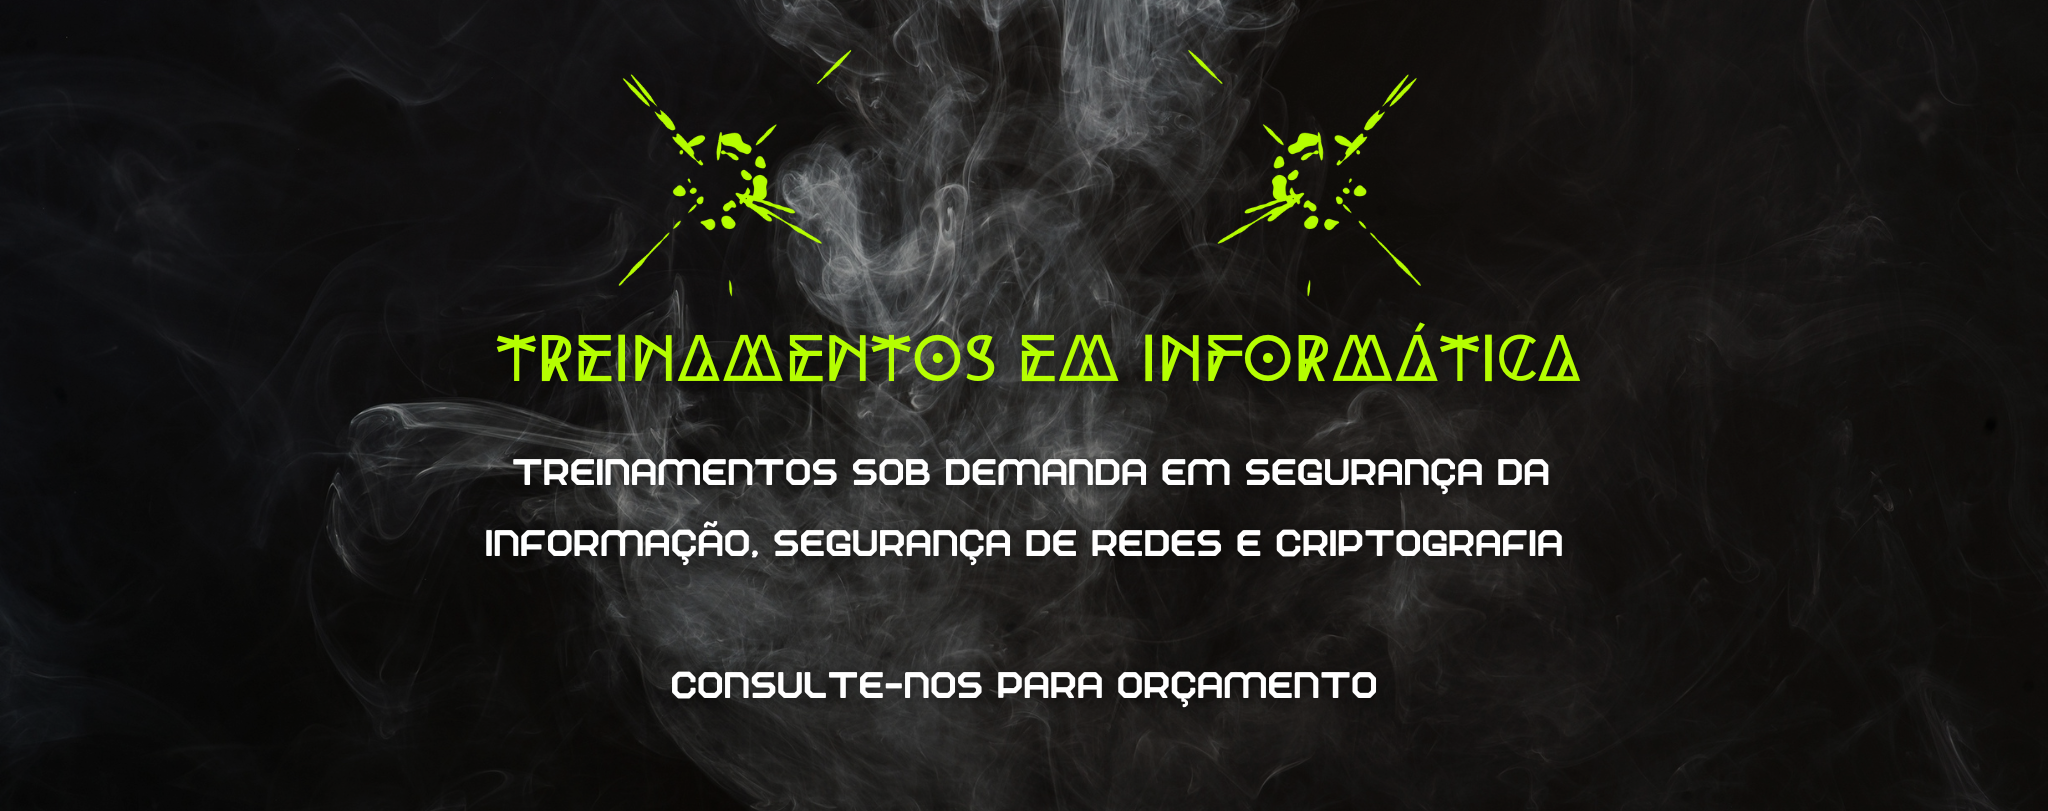 TREINAMENTOS EM INFORMÁTICA
TREINAMENTOS SOB DEMANDA EM SEGURANÇA DA
INFORMAÇÃO, SEGURANÇA DE REDES E CRIPTOGRAFIA
CONSULTE-NOS PARA ORÇAMENTO